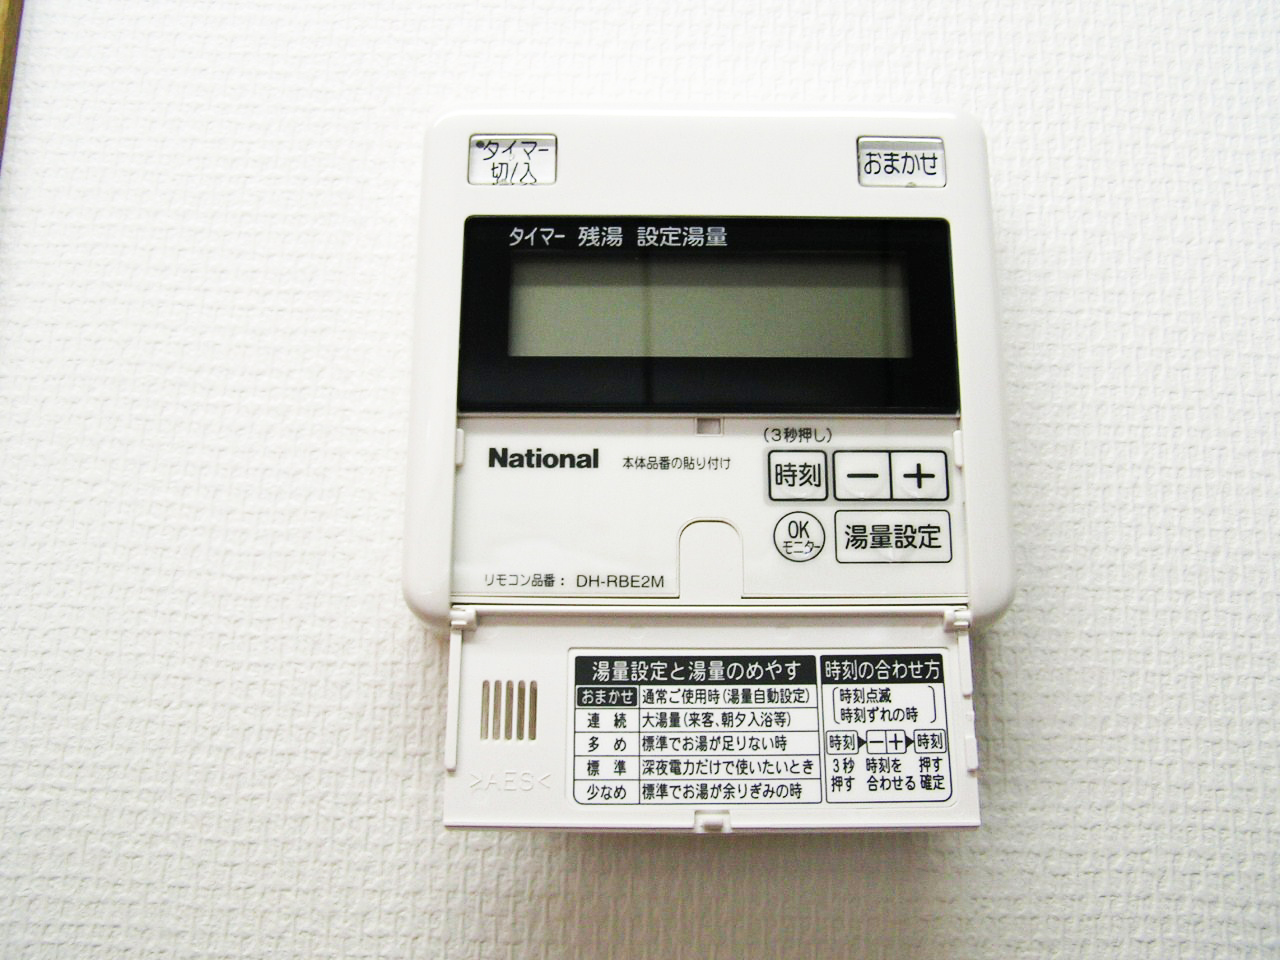 タイマー
切/入
おまかせ
タイマー 残湯 設定湯量
(3秒押し)
National 本体品番の貼り付け
時刻 − +
OK
モニター
湯量設定
リモコン品番： DH-RBE2M
湯量設定と湯量のめやす
おまかせ 通常ご使用時(湯量自動設定)
連続 大湯量(来客、朝夕入浴等)
多め 標準でお湯が足りない時
標準 深夜電力だけで使いたいとき
少なめ 標準でお湯が余りぎみの時
時刻の合わせ方
時刻点滅
時刻ずれの時
時刻▶−+▶時刻
3秒 時刻を 押す
押す 合わせる 確定
>AES<